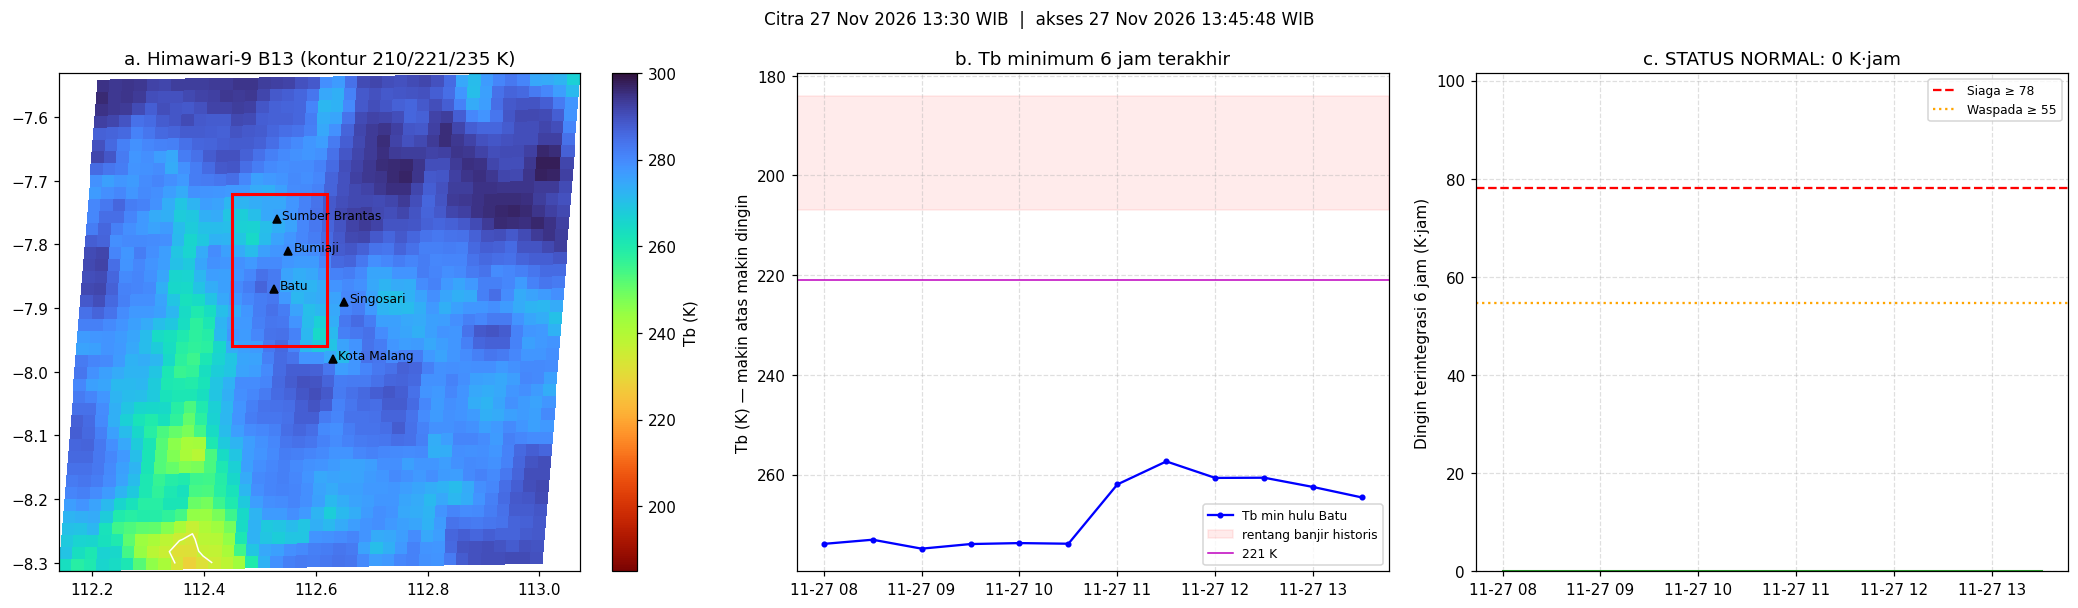 Citra 27 Nov 2026 13:30 WIB | akses 27 Nov 2026 13:45:48 WIB
a. Himawari-9 B13 (kontur 210/221/235 K)
−7.6
−7.7
−7.8
−7.9
−8.0
−8.1
−8.2
−8.3
112.2
112.4
112.6
112.8
113.0
Sumber Brantas
Bumiaji
Batu
Singosari
Kota Malang
300
280
260
240
220
200
Tb (K)
b. Tb minimum 6 jam terakhir
Tb (K) — makin atas makin dingin
180
200
220
240
260
11-27 08
11-27 09
11-27 10
11-27 11
11-27 12
11-27 13
Tb min hulu Batu
rentang banjir historis
221 K
c. STATUS NORMAL: 0 K·jam
Dingin terintegrasi 6 jam (K·jam)
100
80
60
40
20
0
11-27 08
11-27 09
11-27 10
11-27 11
11-27 12
11-27 13
Siaga ≥ 78
Waspada ≥ 55